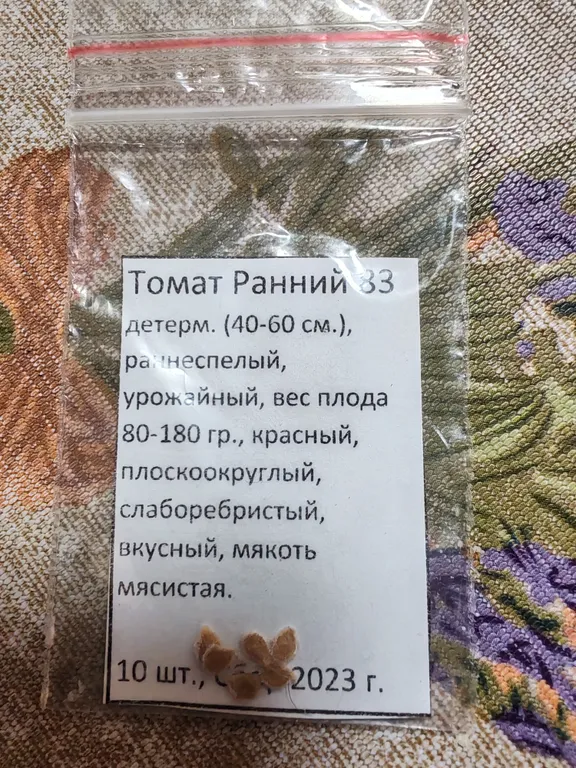 Томат Ранний 83
детерм. (40-60 см.),
раннеспелый,
урожайный, вес плода
80-180 гр., красный,
плоскоокруглый,
слаборебристый,
вкусный, мякоть
мясистая.
10 шт., 2023 г.